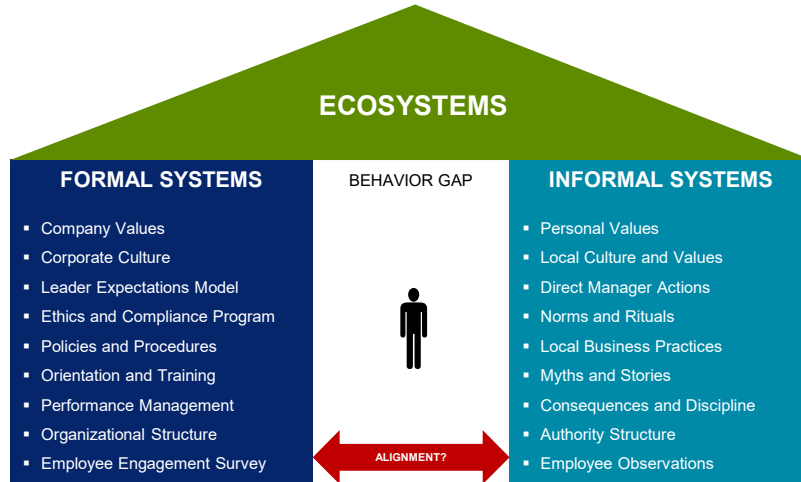 ECOSYSTEMS
FORMAL SYSTEMS
▪ Company Values
▪ Corporate Culture
▪ Leader Expectations Model
▪ Ethics and Compliance Program
▪ Policies and Procedures
▪ Orientation and Training
▪ Performance Management
▪ Organizational Structure
▪ Employee Engagement Survey
BEHAVIOR GAP
ALIGNMENT?
INFORMAL SYSTEMS
▪ Personal Values
▪ Local Culture and Values
▪ Direct Manager Actions
▪ Norms and Rituals
▪ Local Business Practices
▪ Myths and Stories
▪ Consequences and Discipline
▪ Authority Structure
▪ Employee Observations